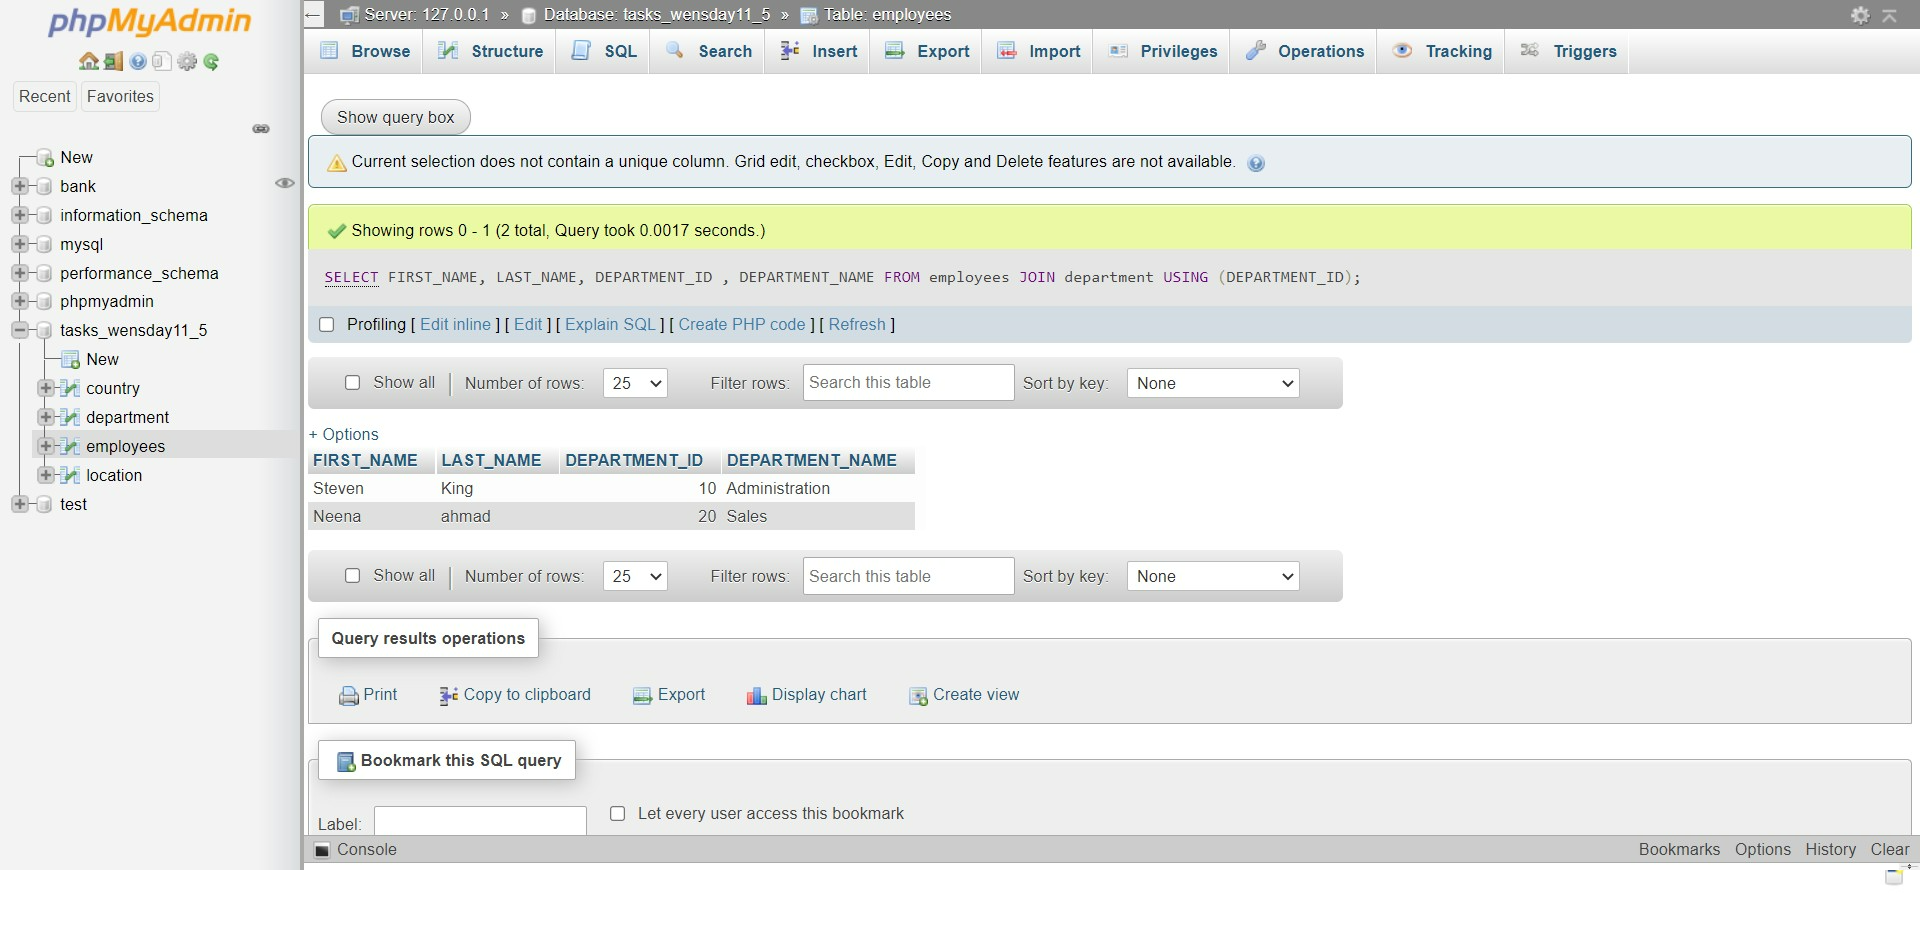 phpMyAdmin
Recent Favorites
New
bank
information_schema
mysql
performance_schema
phpmyadmin
tasks_wensday11_5
New
country
department
employees
location
test
Server: 127.0.0.1 » Database: tasks_wensday11_5 » Table: employees
Browse Structure SQL Search Insert Export Import Privileges Operations Tracking Triggers
Show query box
Current selection does not contain a unique column. Grid edit, checkbox, Edit, Copy and Delete features are not available.
Showing rows 0 - 1 (2 total, Query took 0.0017 seconds.)
SELECT FIRST_NAME, LAST_NAME, DEPARTMENT_ID , DEPARTMENT_NAME FROM employees JOIN department USING (DEPARTMENT_ID);
Profiling [ Edit inline ] [ Edit ] [ Explain SQL ] [ Create PHP code ] [ Refresh ]
Show all | Number of rows: 25 Filter rows: Search this table Sort by key: None
+ Options
FIRST_NAME LAST_NAME DEPARTMENT_ID DEPARTMENT_NAME
Steven King 10 Administration
Neena ahmad 20 Sales
Show all | Number of rows: 25 Filter rows: Search this table Sort by key: None
Query results operations
Print Copy to clipboard Export Display chart Create view
Bookmark this SQL query
Label: Let every user access this bookmark
Console Bookmarks Options History Clear